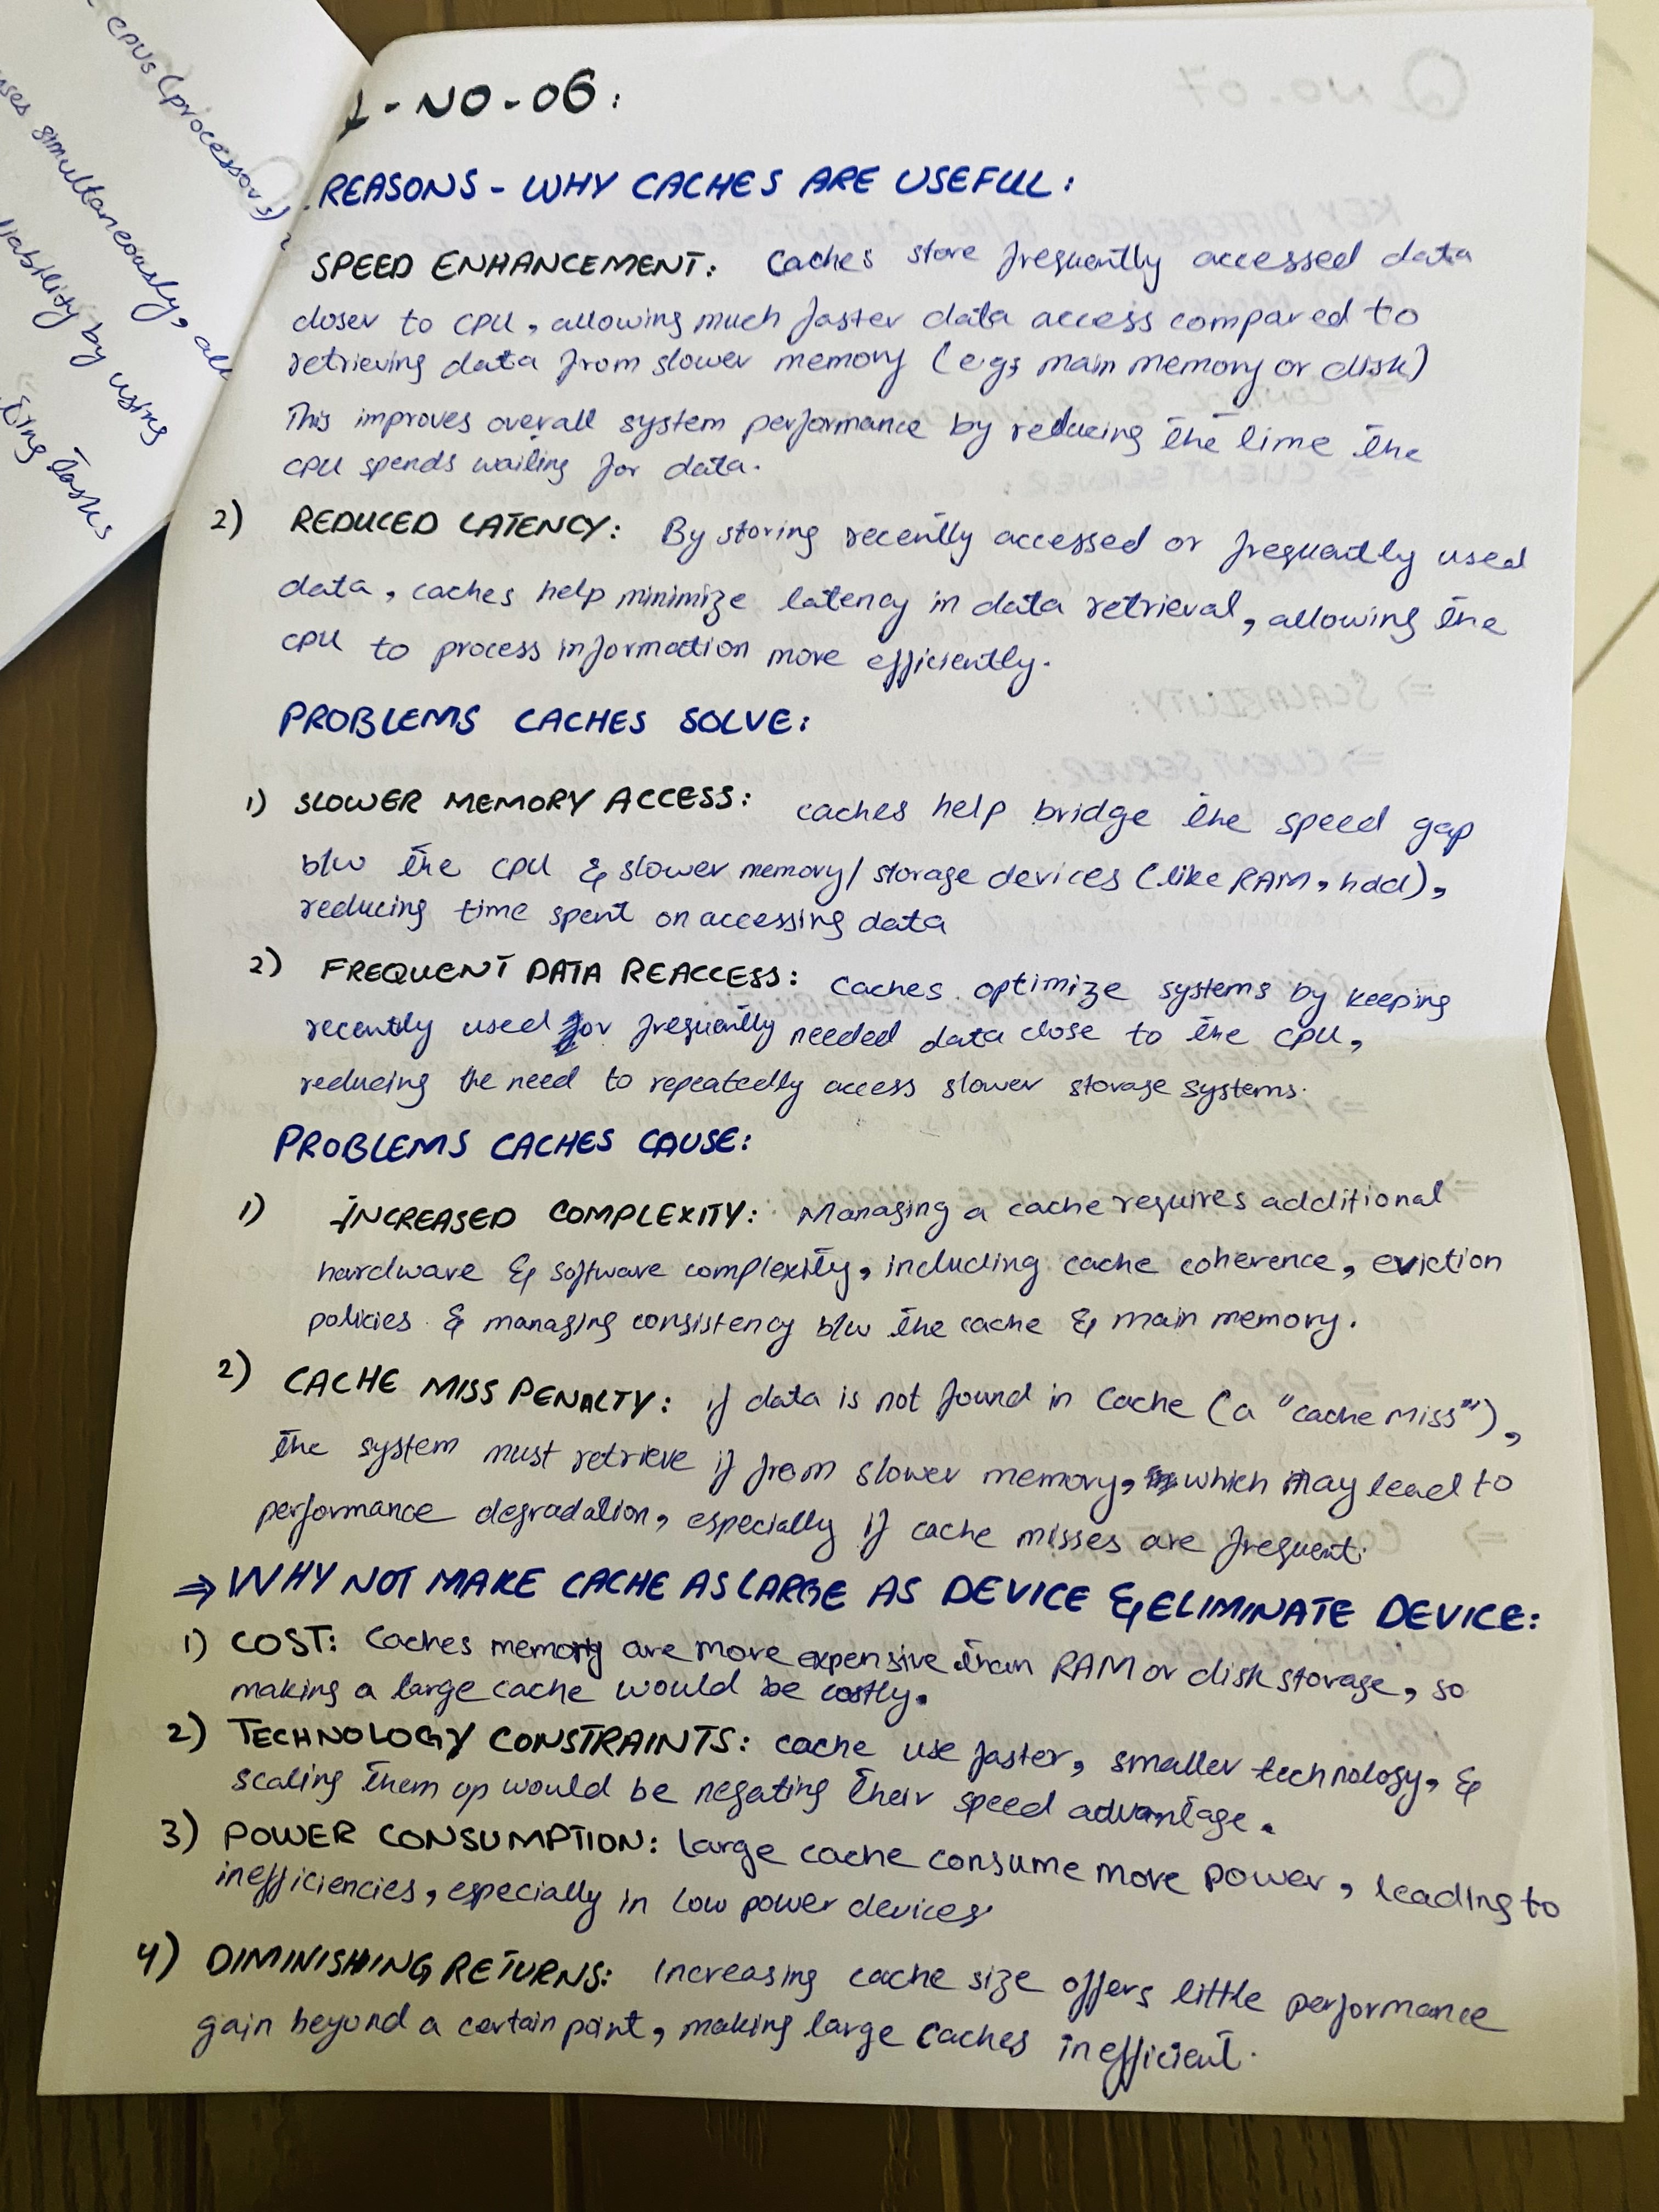 CPUs (processors)
ses simultaneously, all
liability by using
ting tasks
-NO-06:
REASONS - WHY CACHES ARE USEFUL:
SPEED ENHANCEMENT: Caches store frequently accessed data
closer to CPU, allowing much faster data access compared to
retrieving data from slower memory (e.g; main memory or disk)
This improves overall system performance by reducing the time the
CPU spends waiting for data.
2) REDUCED LATENCY: By storing recently accessed or frequently used
data, caches help minimize latency in data retrieval, allowing the
CPU to process information more efficiently.
PROBLEMS CACHES SOLVE:
1) SLOWER MEMORY ACCESS: caches help bridge the speed gap
b/w the CPU & slower memory/storage devices (like RAM, hdd),
reducing time spent on accessing data
2) FREQUENT DATA REACCESS: Caches optimize systems by keeping
recently used or frequently needed data close to the CPU,
reducing the need to repeatedly access slower storage systems.
PROBLEMS CACHES CAUSE:
1) INCREASED COMPLEXITY: Managing a cache requires additional
hardware & software complexity, including cache coherence, eviction
policies & managing consistency b/w the cache & main memory.
2) CACHE MISS PENALTY: if data is not found in Cache (a "cache miss"),
the system must retrieve if from slower memory, which may lead to
performance degradation, especially if cache misses are frequent.
⇒ WHY NOT MAKE CACHE AS LARGE AS DEVICE & ELIMINATE DEVICE:
1) COST: Caches memory are more expensive than RAM or disk storage, so
making a large cache would be costly.
2) TECHNOLOGY CONSTRAINTS: cache use faster, smaller technology, &
scaling them up would be negating their speed advantage.
3) POWER CONSUMPTION: Large cache consume more power, leading to
inefficiencies, especially in low power devices
4) DIMINISHING RETURNS: Increasing cache size offers little performance
gain beyond a certain point, making large caches inefficient.